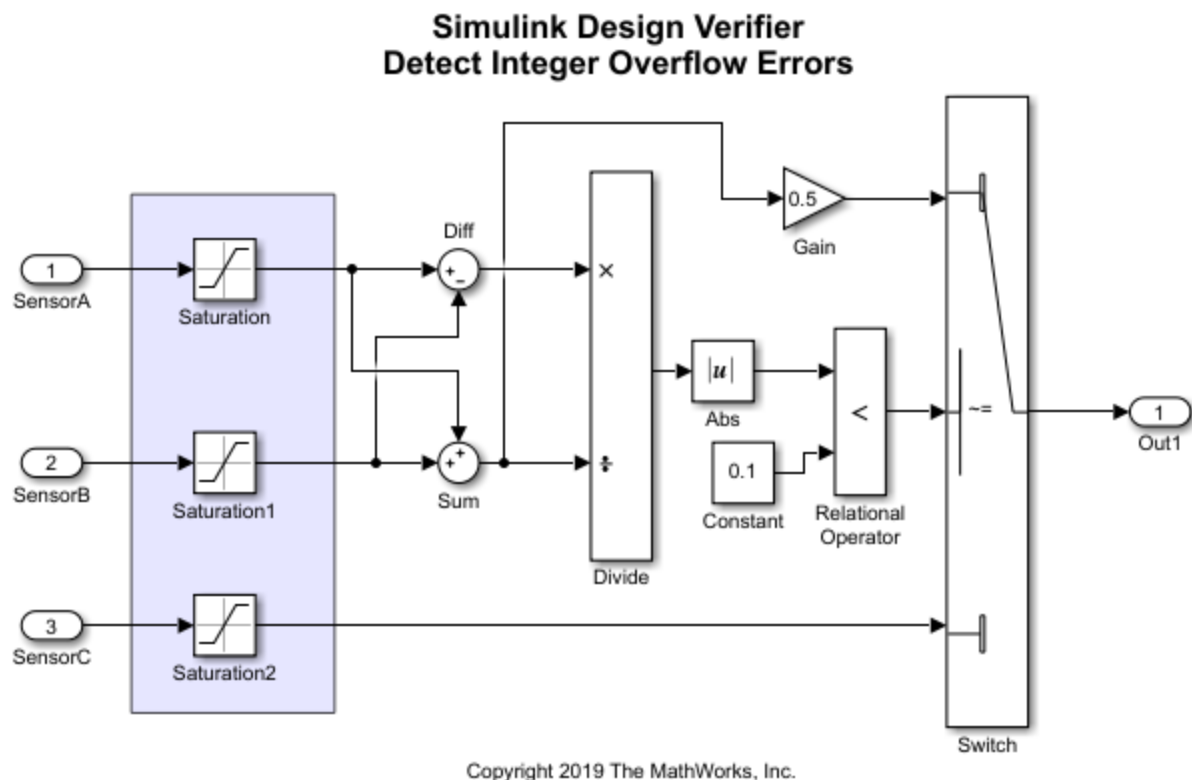 Simulink Design Verifier
Detect Integer Overflow Errors
Diff
0.5
Gain
1
SensorA
Saturation
+
−
×
|u|
Abs
<
~=
1
Out1
2
SensorB
Saturation1
+
+
Sum
÷
0.1
Constant
Relational
Operator
Divide
3
SensorC
Saturation2
Switch
Copyright 2019 The MathWorks, Inc.